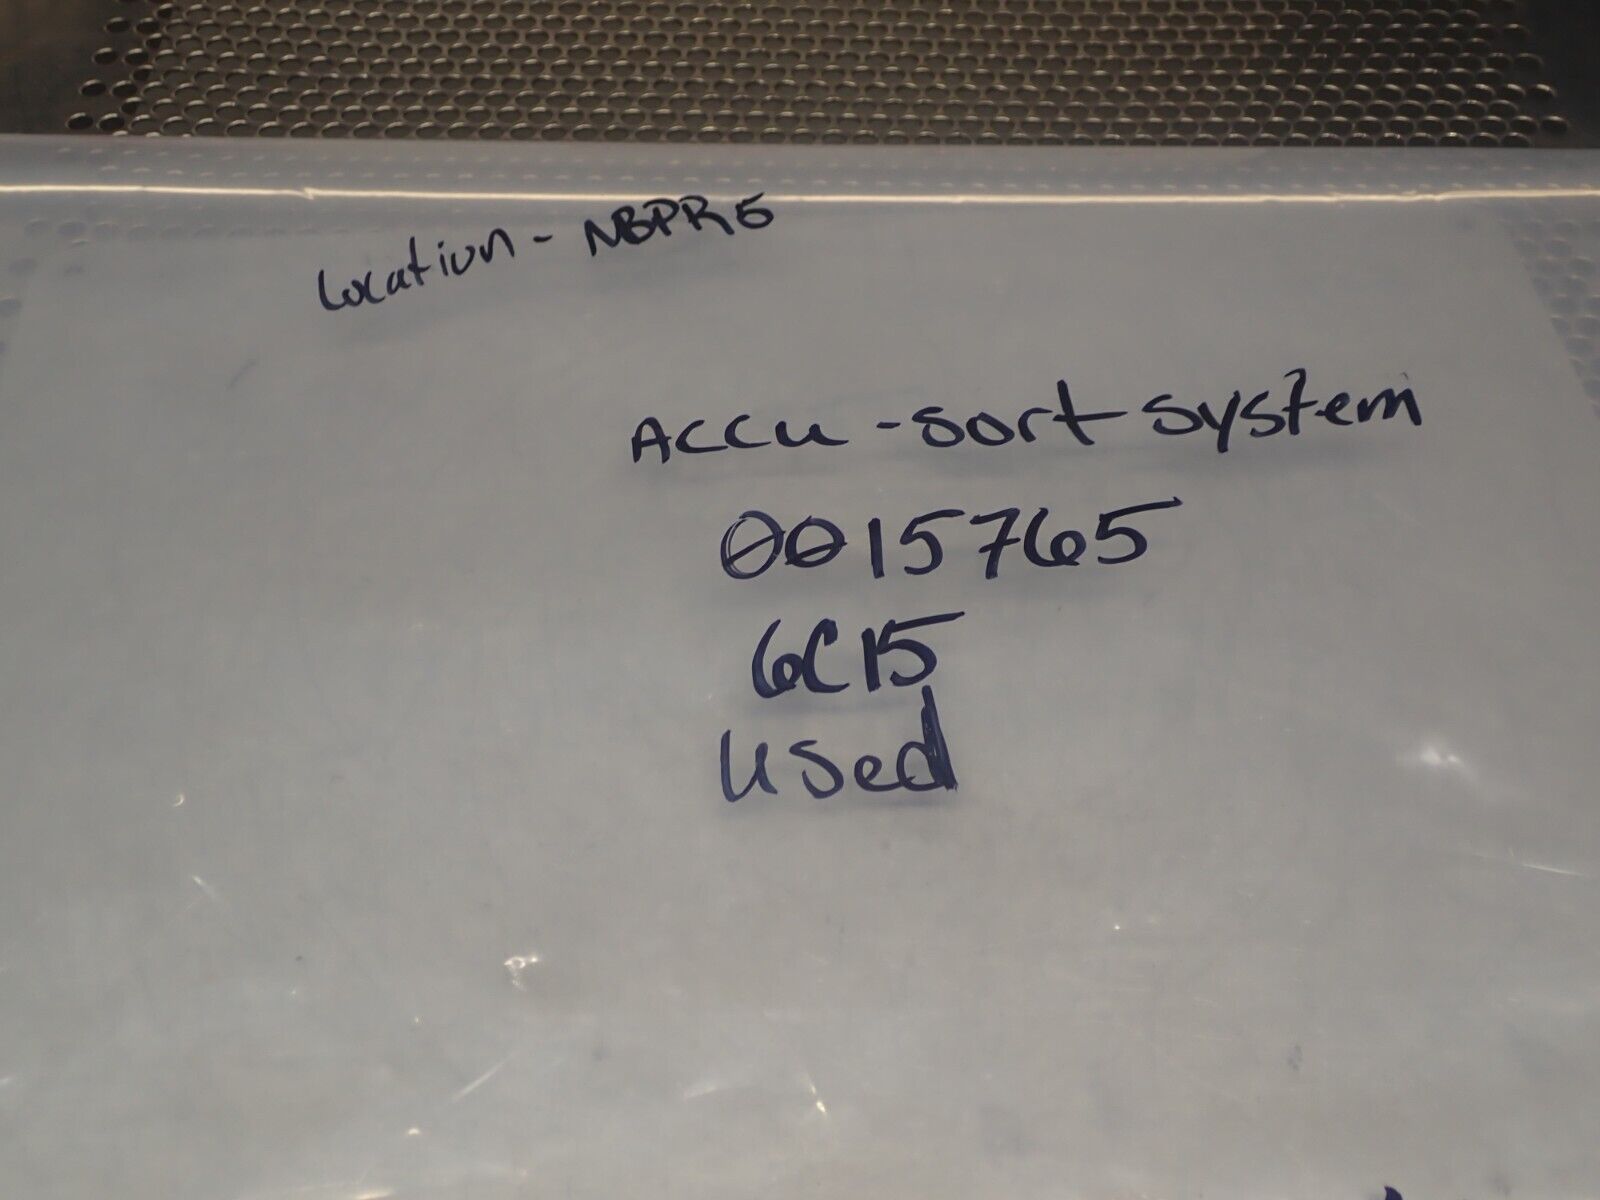 Location - NBPR5
Accu-sort system
0015765
6C15
used